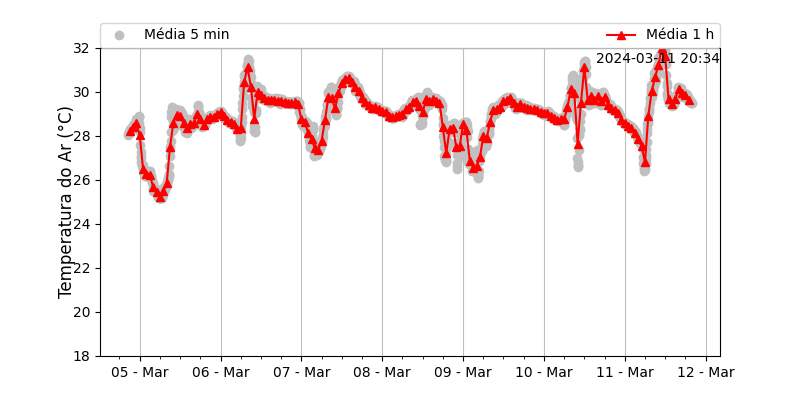 Média 5 min
Média 1 h
2024-03-11 20:34
Temperatura do Ar (°C)
32
30
28
26
24
22
20
18
05 - Mar
06 - Mar
07 - Mar
08 - Mar
09 - Mar
10 - Mar
11 - Mar
12 - Mar